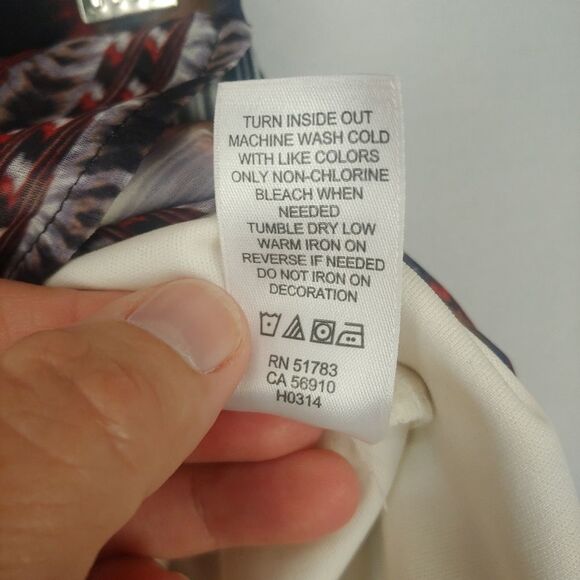 TURN INSIDE OUT
MACHINE WASH COLD
WITH LIKE COLORS
ONLY NON-CHLORINE
BLEACH WHEN
NEEDED
TUMBLE DRY LOW
WARM IRON ON
REVERSE IF NEEDED
DO NOT IRON ON
DECORATION
RN 51783
CA 56910
H0314